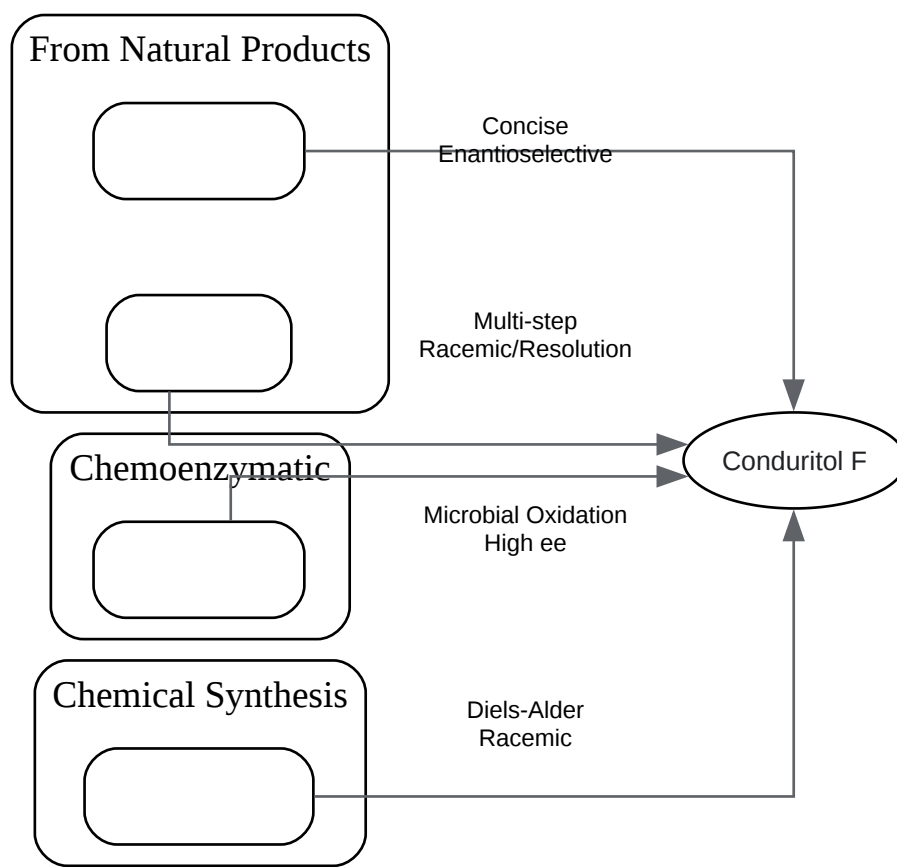 From Natural Products
Concise
Enantioselective
Multi-step
Racemic/Resolution
Chemoenzymatic
Conduritol F
Microbial Oxidation
High ee
Chemical Synthesis
Diels-Alder
Racemic